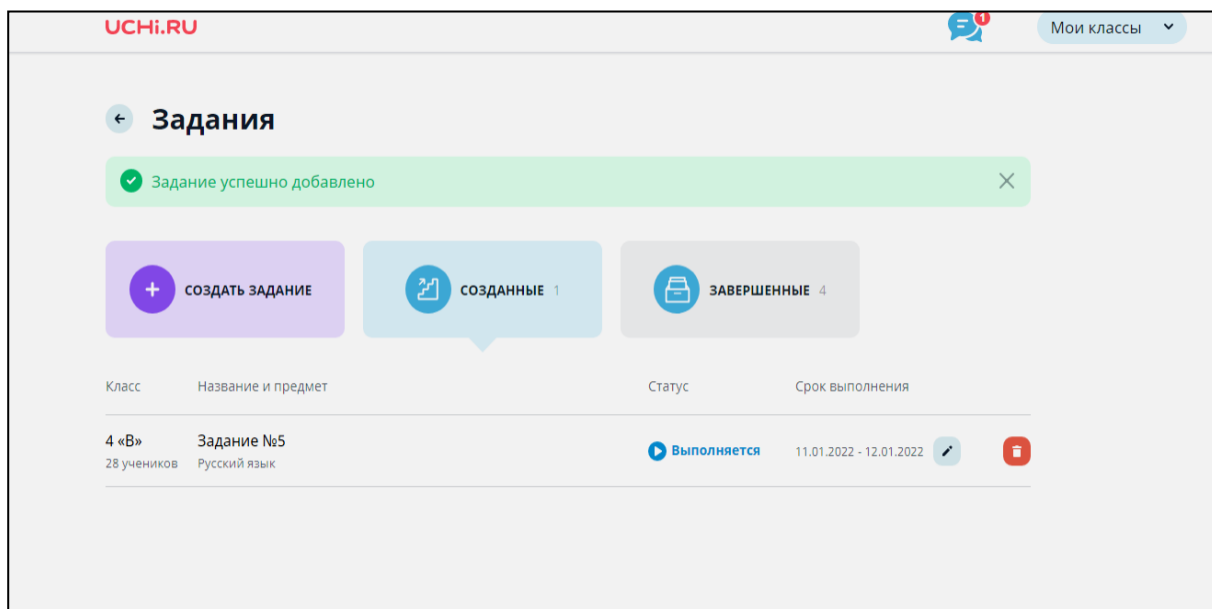 UCHi.RU
1
Мои классы
Задания
Задание успешно добавлено
СОЗДАТЬ ЗАДАНИЕ
СОЗДАННЫЕ 1
ЗАВЕРШЕННЫЕ 4
Класс Название и предмет Статус Срок выполнения
4 «В» Задание №5
28 учеников Русский язык
Выполняется 11.01.2022 - 12.01.2022